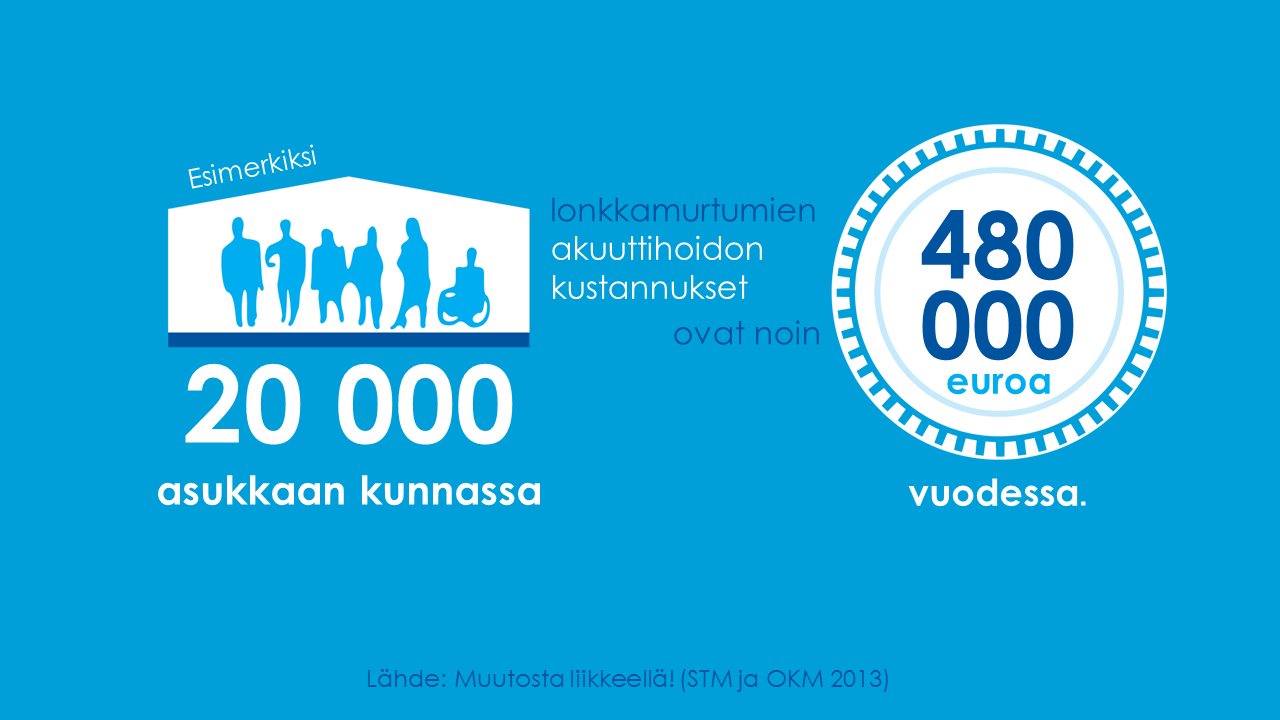 Esimerkiksi
20 000
asukkaan kunnassa
lonkkamurtumien
akuuttihoidon
kustannukset
ovat noin
480
000
euroa
vuodessa.
Lähde: Muutosta liikkeellä! (STM ja OKM 2013)